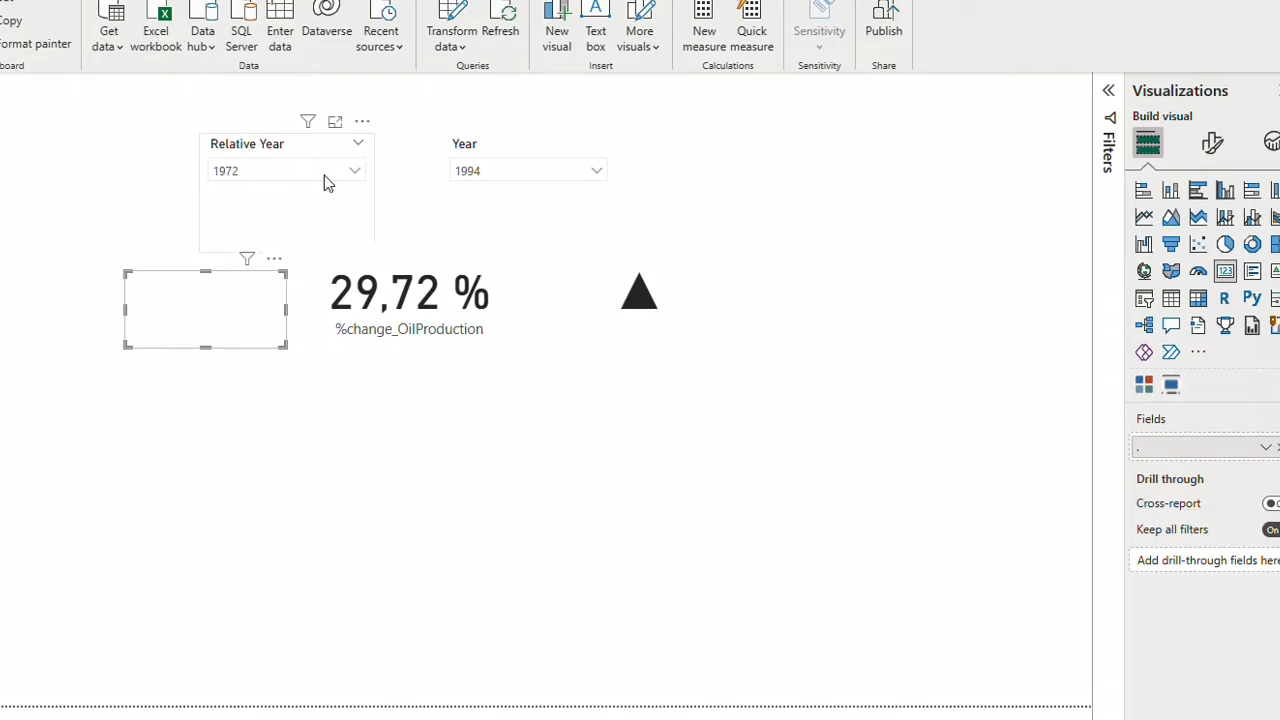 Copy
Format painter
board
Get data
Excel workbook
Data hub
SQL Server
Enter data
Dataverse
Recent sources
Data
Transform data
Refresh
Queries
New visual
Text box
More visuals
Insert
New measure
Quick measure
Calculations
Sensitivity
Sensitivity
Publish
Share
Relative Year
1972
Year
1994
29,72 %
%change_OilProduction
Filters
Visualizations
Build visual
123
R
Py
Fields
.
Drill through
Cross-report
Keep all filters
On
Add drill-through fields here